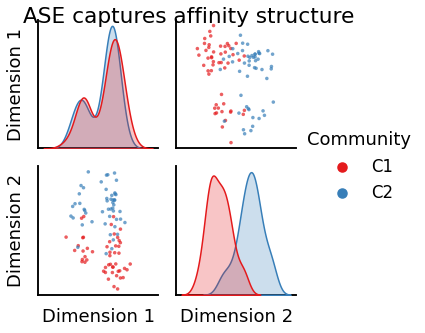 ASE captures affinity structure
Dimension 1
Community
C1
C2
Dimension 2
Dimension 1
Dimension 2